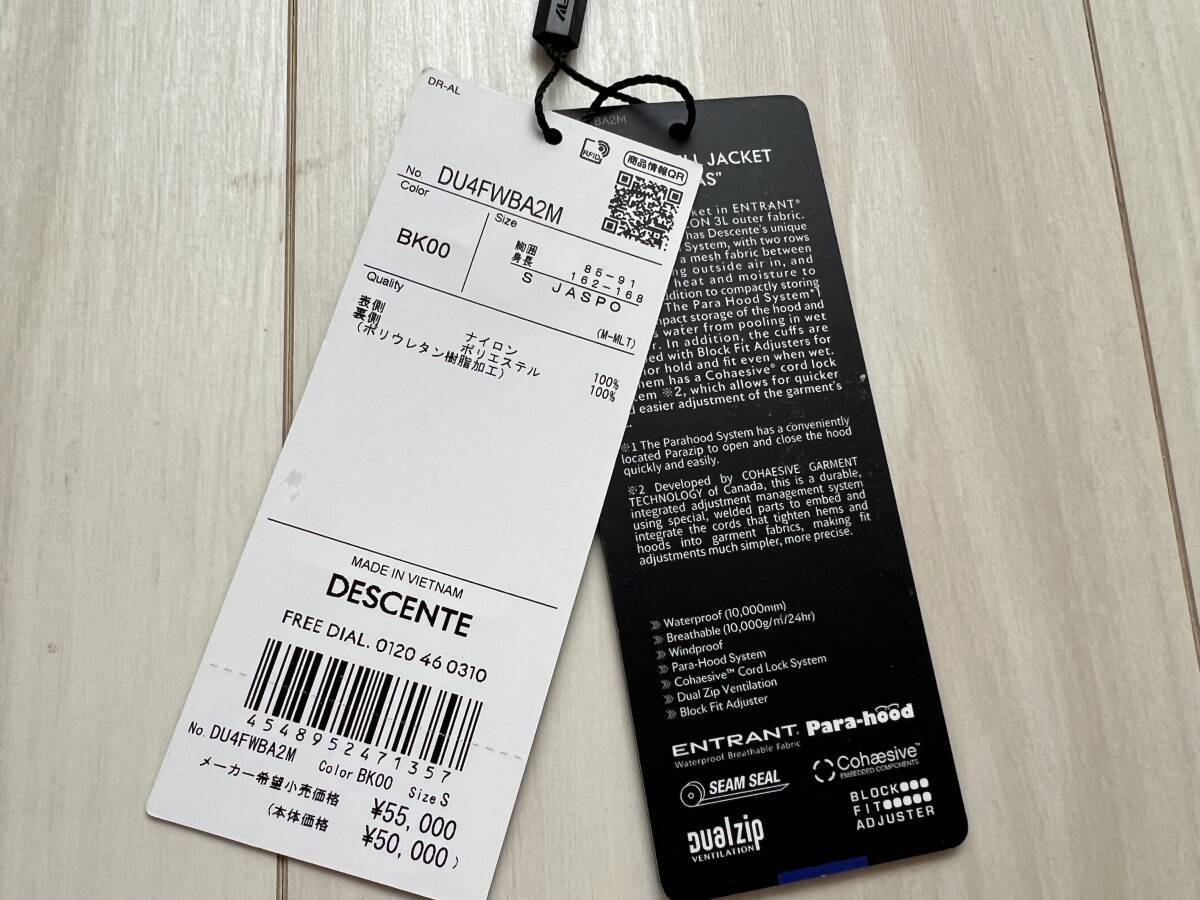 DR-AL
RFID
商品情報QR
No. DU4FWBA2M
Color
Size
BK00
胸囲 85-91
身長 162-168
S JASPO
Quality
(M-MLT)
表側 ナイロン 100%
裏側 ポリエステル 100%
(ポリウレタン樹脂加工)
MADE IN VIETNAM
DESCENTE
FREE DIAL. 0120 46 0310
4548952471357
No. DU4FWBA2M Color BK00 Size S
メーカー希望小売価格 ¥55,000
(本体価格 ¥50,000)
BA2M
JACKET
AS"
ket in ENTRANT®
ZON 3L outer fabric.
has Descente's unique
System, with two rows
a mesh fabric between
ng outside air in, and
heat and moisture to
ddition to compactly storing
The Para Hood System*1
mpact storage of the hood and
water from pooling in wet
In addition, the cuffs are
ed with Block Fit Adjusters for
ior hold and fit even when wet.
hem has a Cohaesive® cord lock
tem ※2, which allows for quicker
d easier adjustment of the garment's
※1 The Parahood System has a conveniently
located Parazip to open and close the hood
quickly and easily.
※2 Developed by COHAESIVE GARMENT
TECHNOLOGY of Canada, this is a durable,
integrated adjustment management system
using special, welded parts to embed and
integrate the cords that tighten hems and
hoods into garment fabrics, making fit
adjustments much simpler, more precise.
Waterproof (10,000mm)
Breathable (10,000g/㎡/24hr)
Windproof
Para-Hood System
Cohaesive™ Cord Lock System
Dual Zip Ventilation
Block Fit Adjuster
ENTRANT®
Waterproof Breathable Fabric
Para-hood
SEAM SEAL
Cohæsive™
EMBEDDED COMPONENTS
Dualzip
VENTILATION
BLOCK
FIT
ADJUSTER